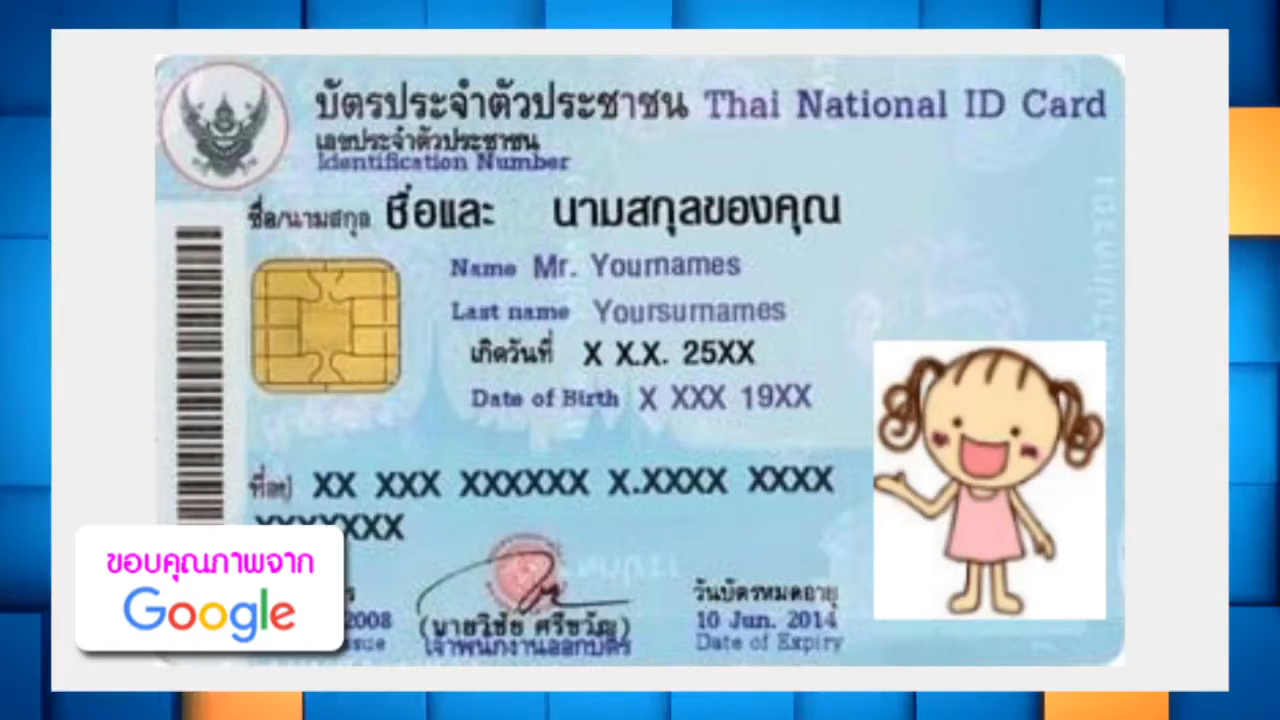 บัตรประจำตัวประชาชน Thai National ID Card
เลขประจำตัวประชาชน
Identification Number
ชื่อ/นามสกุล ชื่อและ นามสกุลของคุณ
Name Mr. Yournames
Last name Yoursurnames
เกิดวันที่ X X.X. 25XX
Date of Birth X XXX 19XX
ที่อยู่ XX XXX XXXXXX X.XXXX XXXX
XXXXXXX
วันบัตรหมดอายุ
2008
10 Jun. 2014
(นายวิชัย ศรีขวัญ)
เจ้าพนักงานออกบัตร
Date of Expiry
ขอบคุณภาพจาก
Google